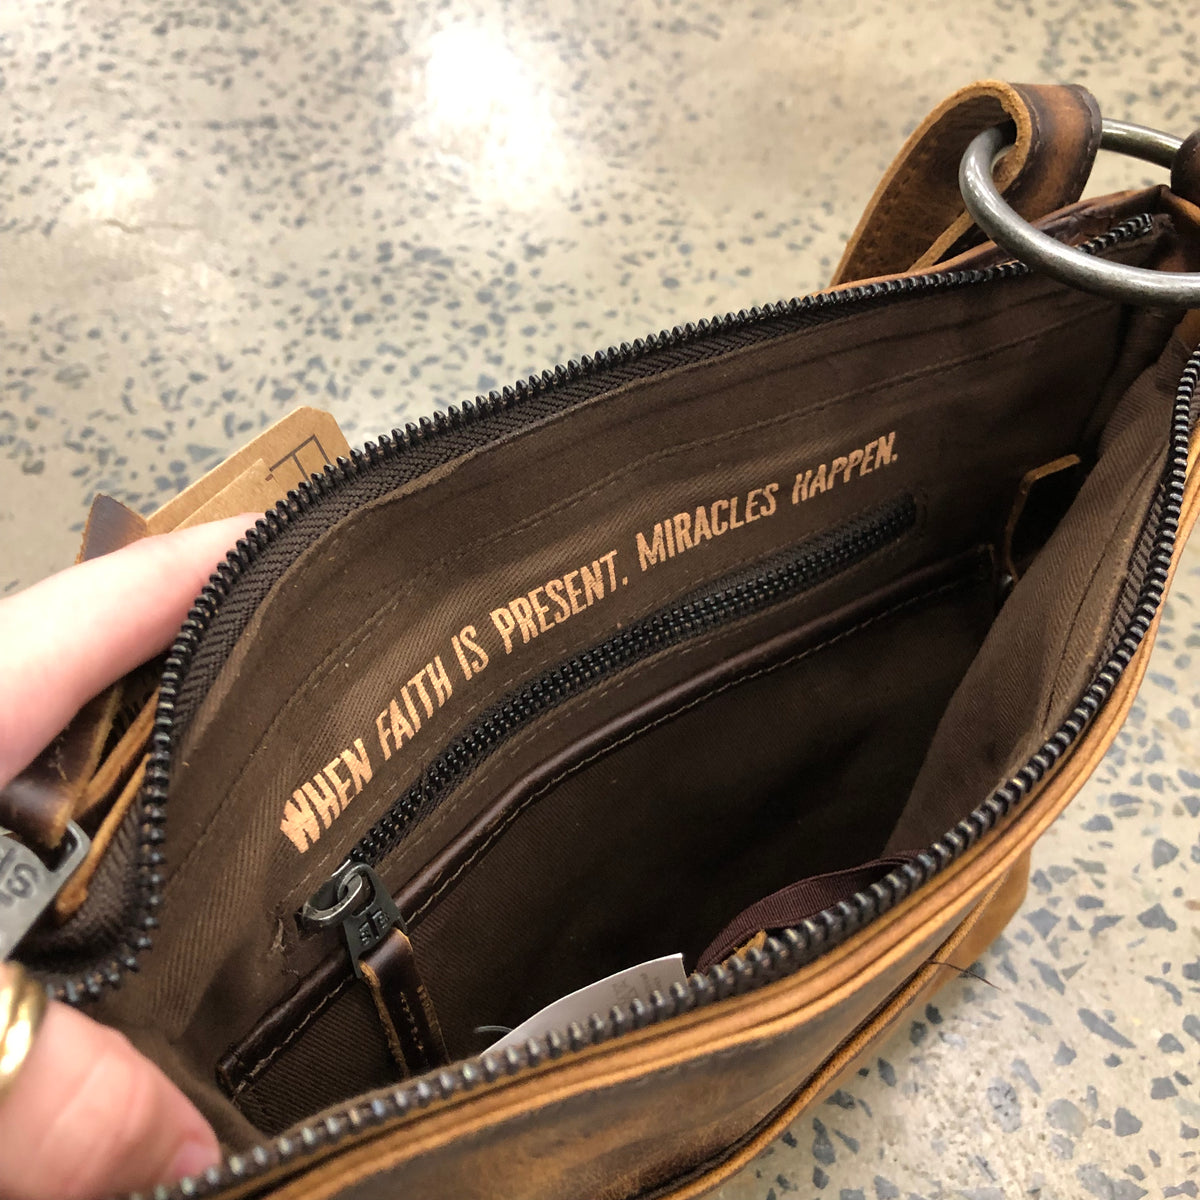 WHEN FAITH IS PRESENT. MIRACLES HAPPEN.